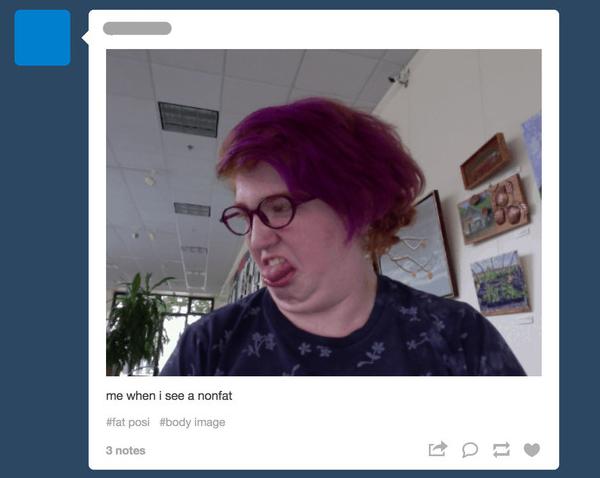 me when i see a nonfat
#fat posi #body image
3 notes